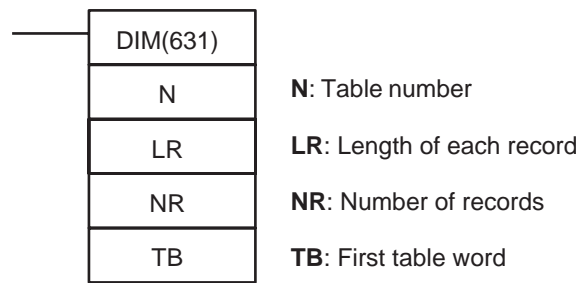 DIM(631)
N N: Table number
LR LR: Length of each record
NR NR: Number of records
TB TB: First table word